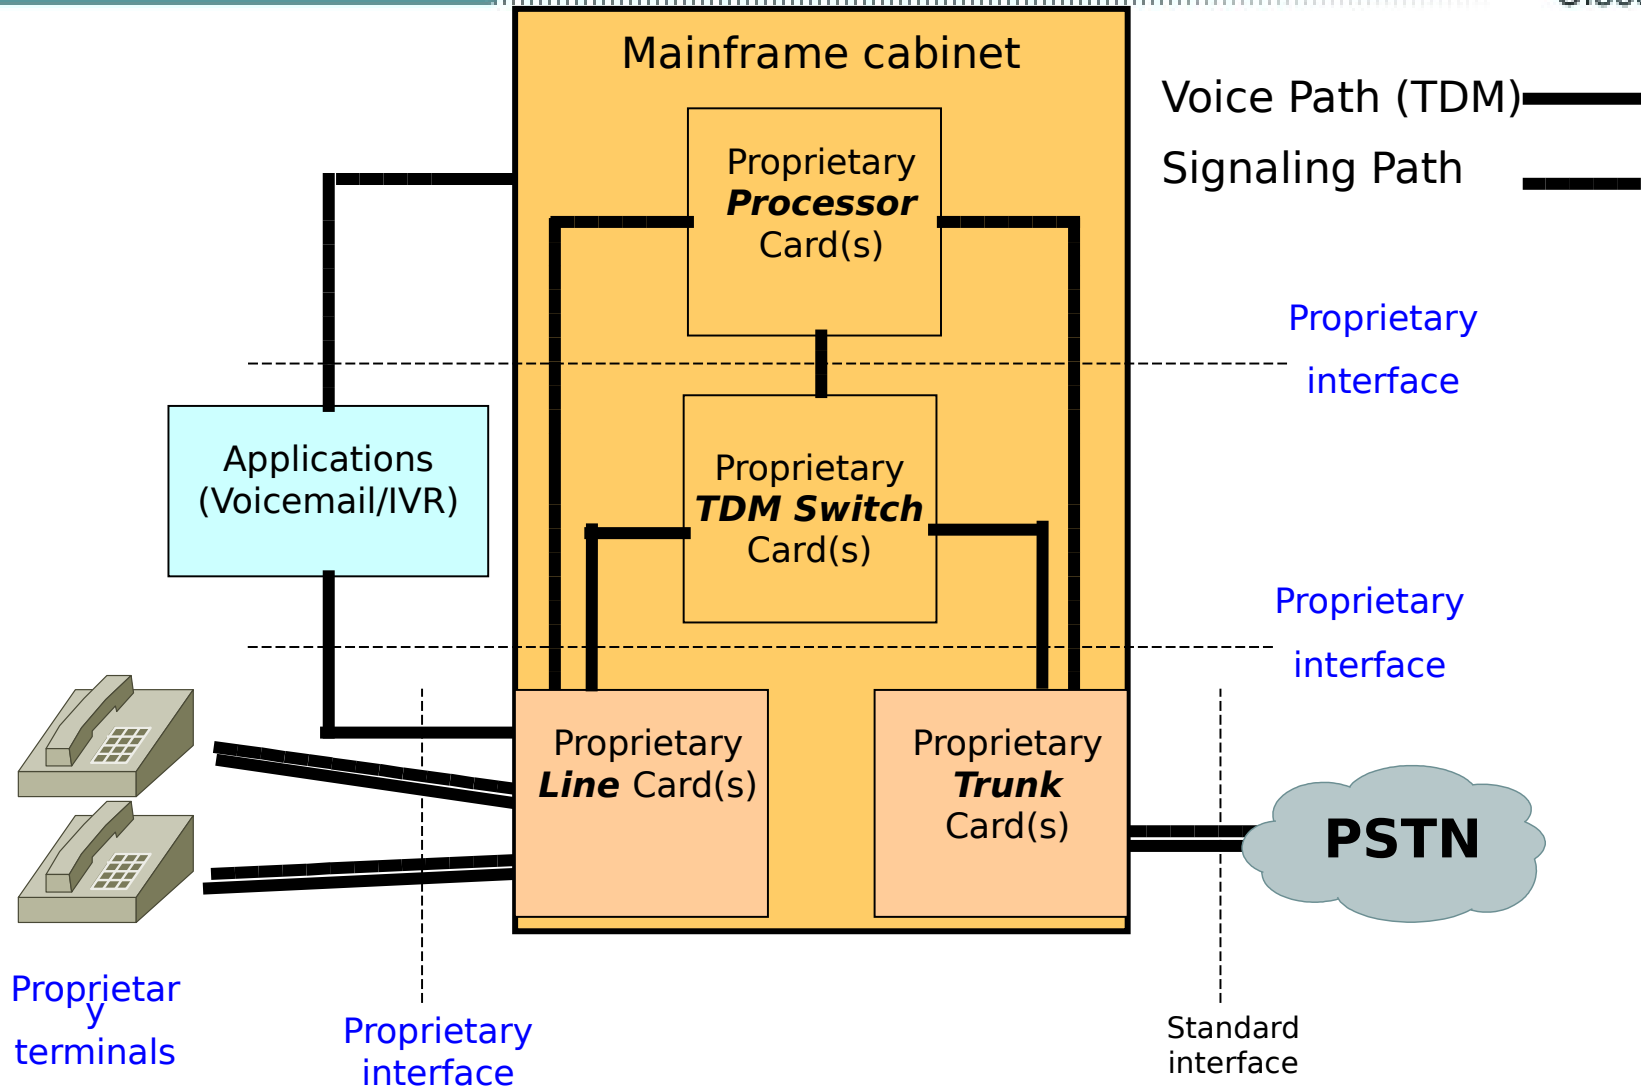 Mainframe cabinet
Voice Path (TDM)
Signaling Path
Proprietary
Processor
Card(s)
Proprietary
interface
Applications
(Voicemail/IVR)
Proprietary
TDM Switch
Card(s)
Proprietary
interface
Proprietary
Line Card(s)
Proprietary
Trunk
Card(s)
PSTN
Proprietar
y
terminals
Proprietary
interface
Standard
interface